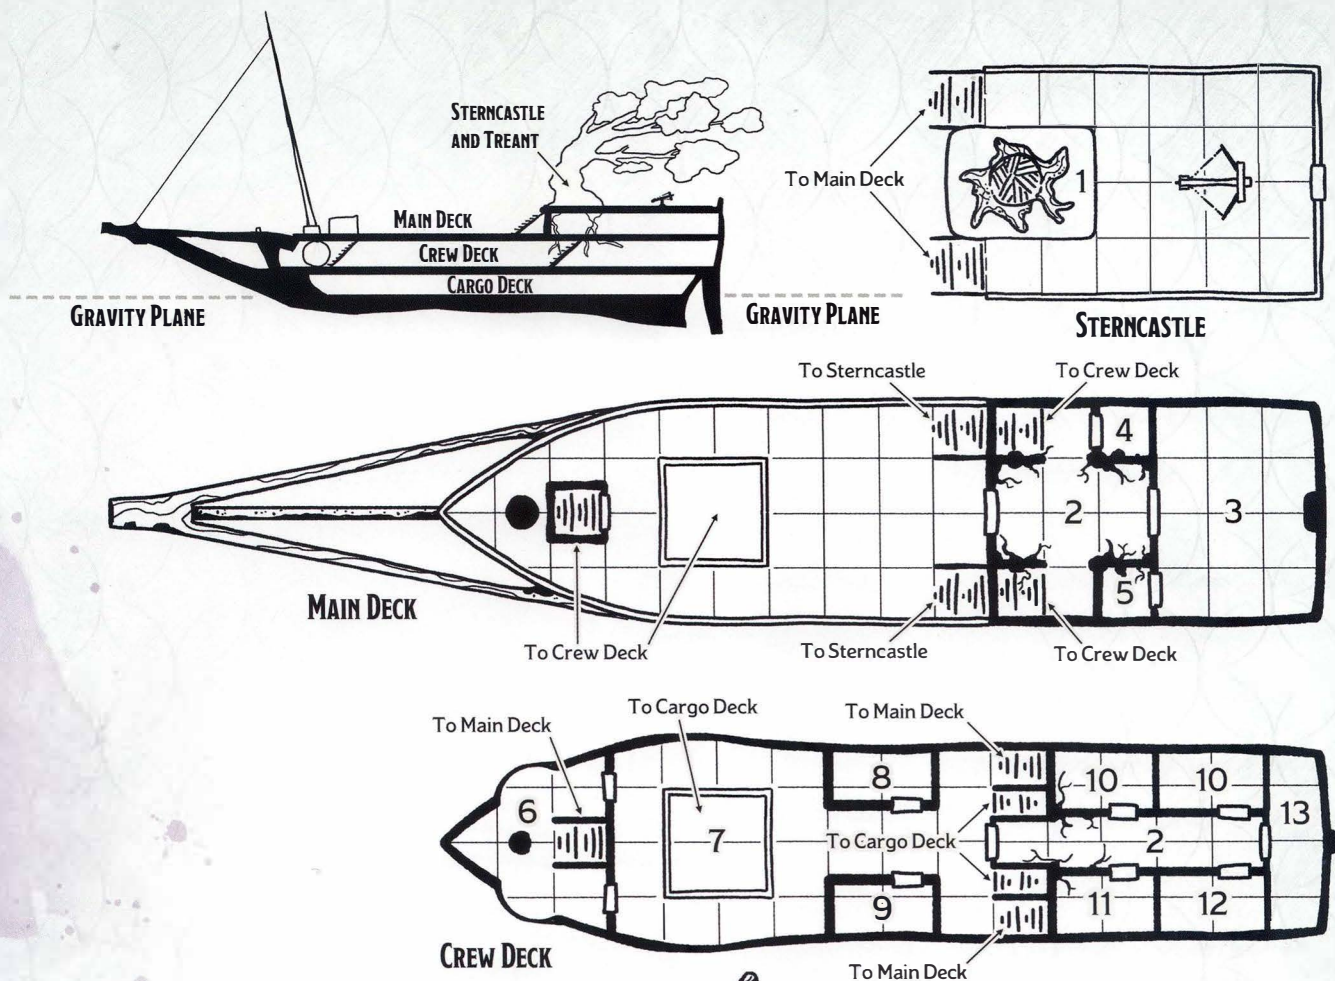 STERNCASTLE
AND TREANT
MAIN DECK
CREW DECK
CARGO DECK
GRAVITY PLANE
GRAVITY PLANE
To Main Deck
1
STERNCASTLE
To Sterncastle
To Crew Deck
4
2
3
5
MAIN DECK
To Crew Deck
To Sterncastle
To Crew Deck
To Main Deck
To Cargo Deck
To Main Deck
6
7
8
10
10
13
To Cargo Deck
2
9
11
12
CREW DECK
To Main Deck